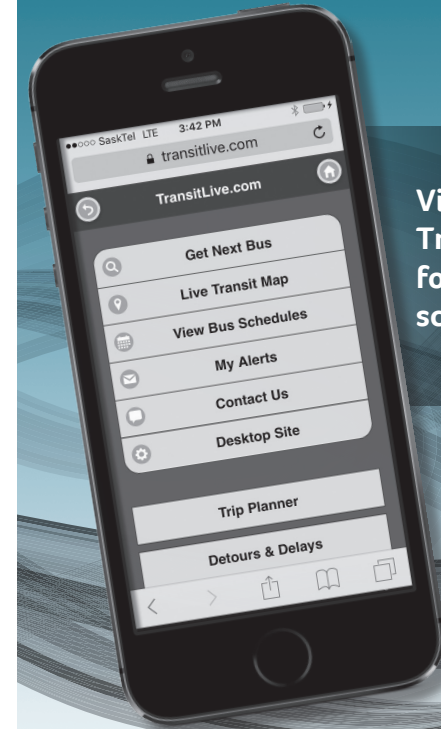 SaskTel LTE 3:42 PM
transitlive.com
TransitLive.com
Get Next Bus
Live Transit Map
View Bus Schedules
My Alerts
Contact Us
Desktop Site
Trip Planner
Detours & Delays